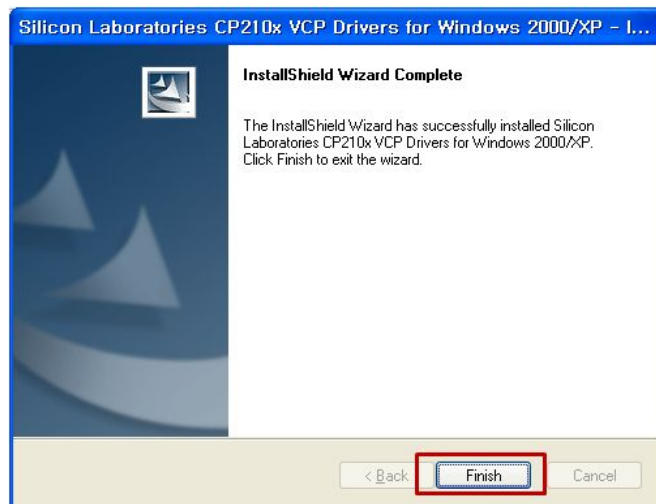 Silicon Laboratories CP210x VCP Drivers for Windows 2000/XP - I...
InstallShield Wizard Complete
The InstallShield Wizard has successfully installed Silicon
Laboratories CP210x VCP Drivers for Windows 2000/XP.
Click Finish to exit the wizard.
< Back
Finish
Cancel